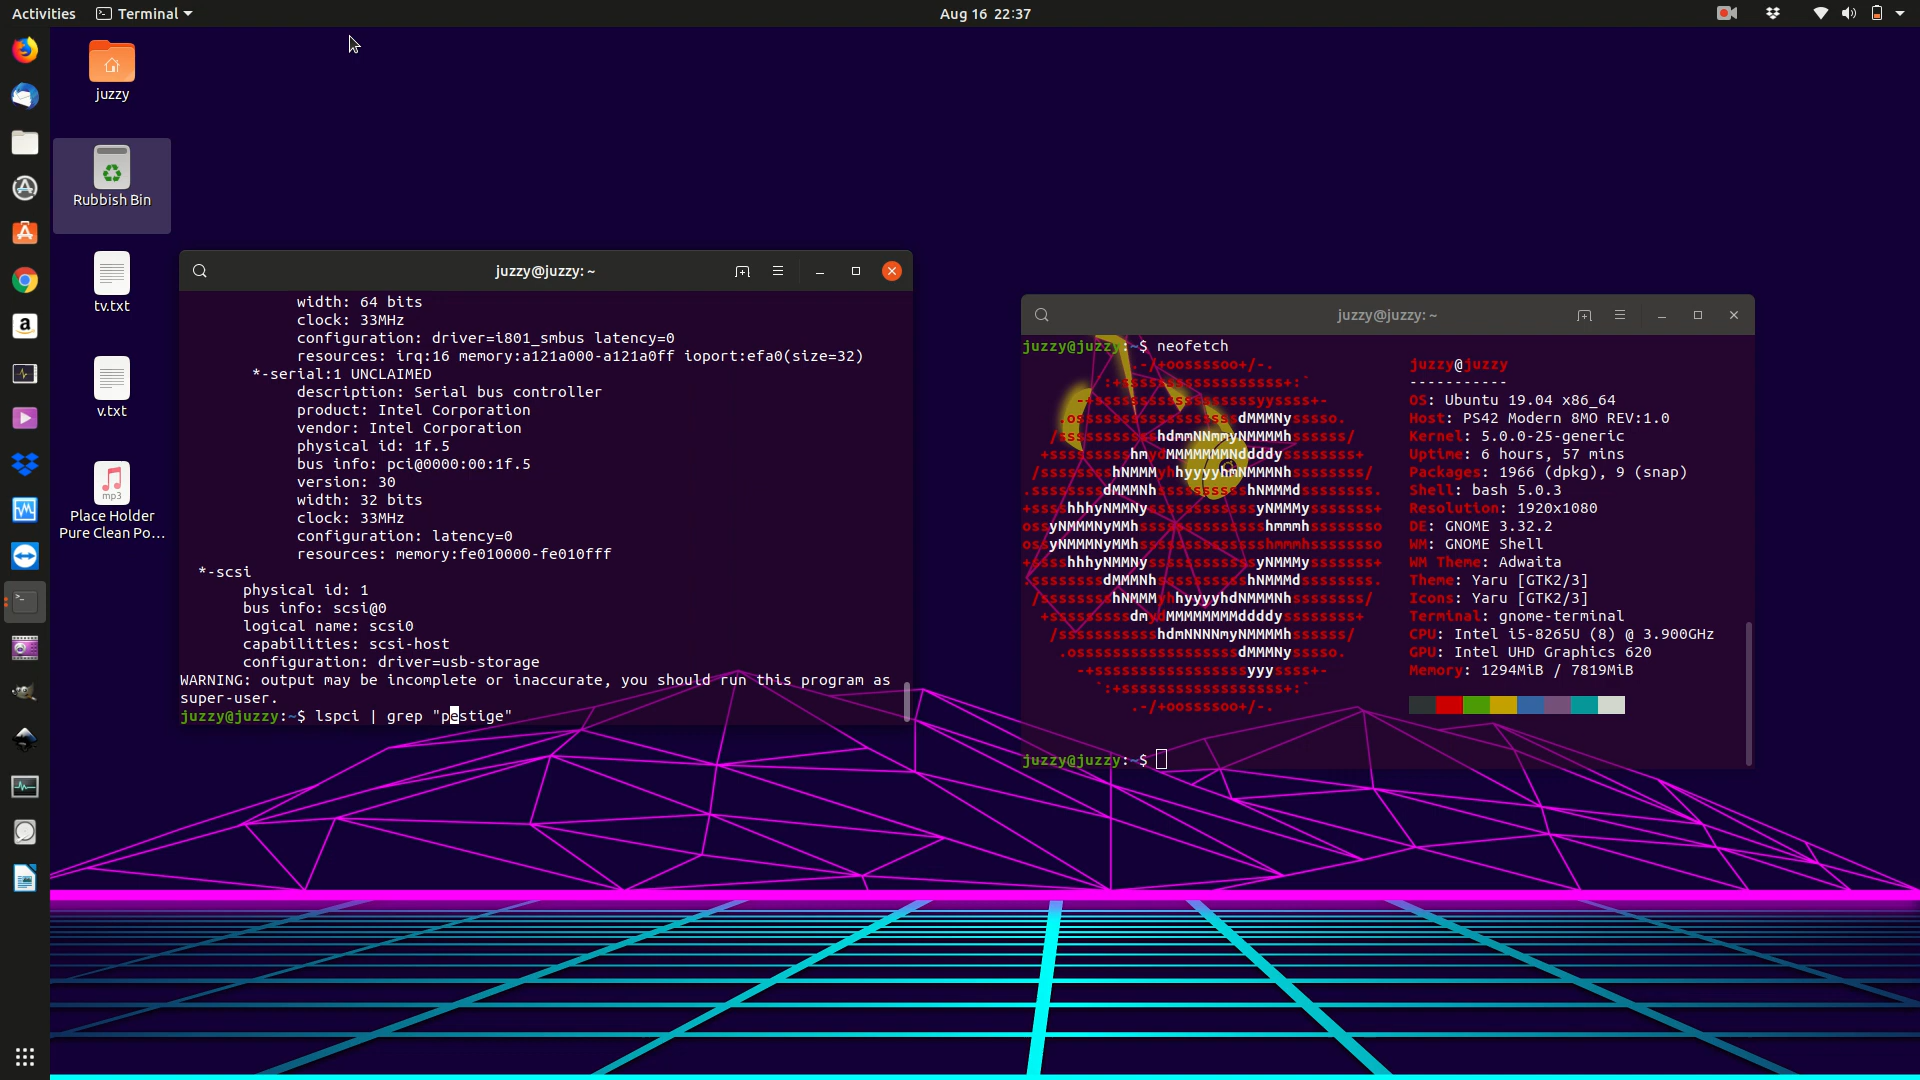 Activities
Terminal
Aug 16 22:37
juzzy
Rubbish Bin
tv.txt
v.txt
mp3
Place Holder
Pure Clean Po...
juzzy@juzzy: ~
width: 64 bits
clock: 33MHz
configuration: driver=i801_smbus latency=0
resources: irq:16 memory:a121a000-a121a0ff ioport:efa0(size=32)
*-serial:1 UNCLAIMED
description: Serial bus controller
product: Intel Corporation
vendor: Intel Corporation
physical id: 1f.5
bus info: pci@0000:00:1f.5
version: 30
width: 32 bits
clock: 33MHz
configuration: latency=0
resources: memory:fe010000-fe010fff
*-scsi
physical id: 1
bus info: scsi@0
logical name: scsi0
capabilities: scsi-host
configuration: driver=usb-storage
WARNING: output may be incomplete or inaccurate, you should run this program as
super-user.
juzzy@juzzy:~$ lspci | grep "pestige"
juzzy@juzzy: ~
juzzy@juzzy:~$ neofetch
juzzy@juzzy
-----------
OS: Ubuntu 19.04 x86_64
Host: PS42 Modern 8MO REV:1.0
Kernel: 5.0.0-25-generic
Uptime: 6 hours, 57 mins
Packages: 1966 (dpkg), 9 (snap)
Shell: bash 5.0.3
Resolution: 1920x1080
DE: GNOME 3.32.2
WM: GNOME Shell
WM Theme: Adwaita
Theme: Yaru [GTK2/3]
Icons: Yaru [GTK2/3]
Terminal: gnome-terminal
CPU: Intel i5-8265U (8) @ 3.900GHz
GPU: Intel UHD Graphics 620
Memory: 1294MiB / 7819MiB
juzzy@juzzy:~$